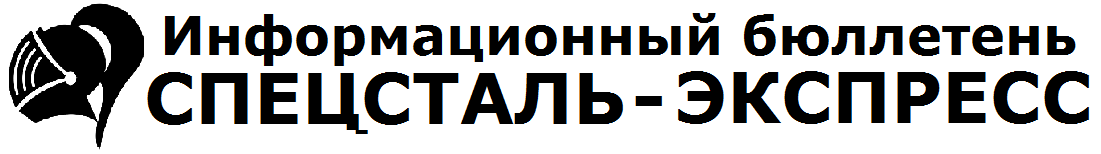 Информационный бюллетень
СПЕЦСТАЛЬ-ЭКСПРЕСС